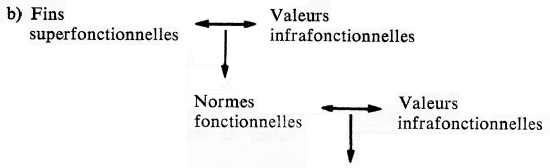 b) Fins Valeurs
superfonctionnelles infrafonctionnelles
Normes Valeurs
fonctionnelles infrafonctionnelles